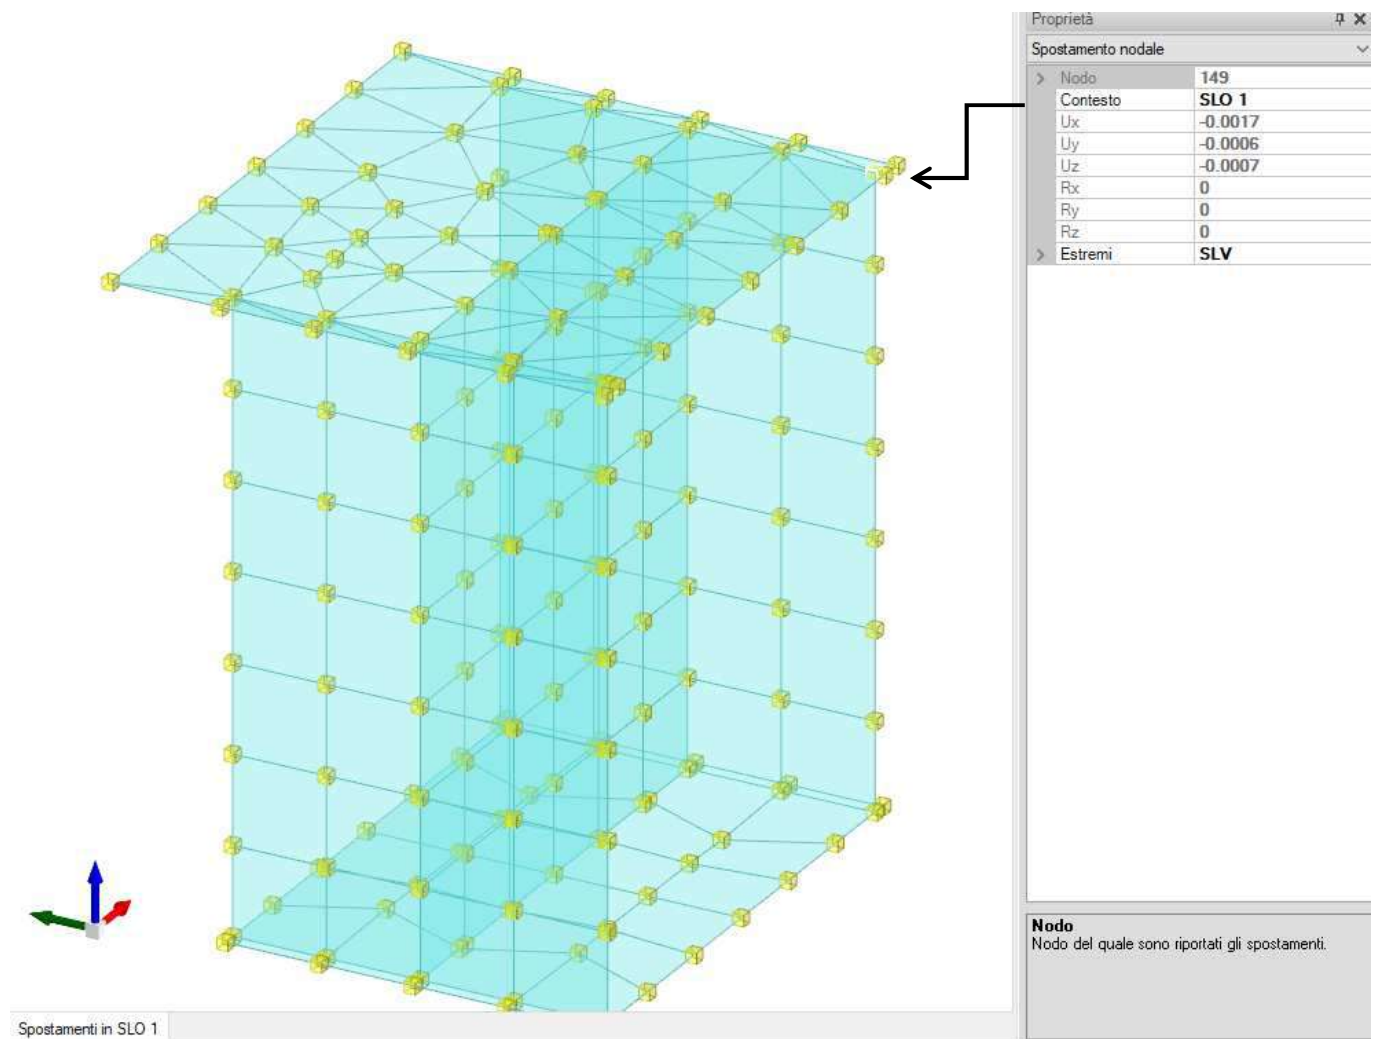 Proprietà
Spostamento nodale
Nodo 149
Contesto SLO 1
Ux -0.0017
Uy -0.0006
Uz -0.0007
Rx 0
Ry 0
Rz 0
Estremi SLV
Nodo
Nodo del quale sono riportati gli spostamenti.
Spostamenti in SLO 1